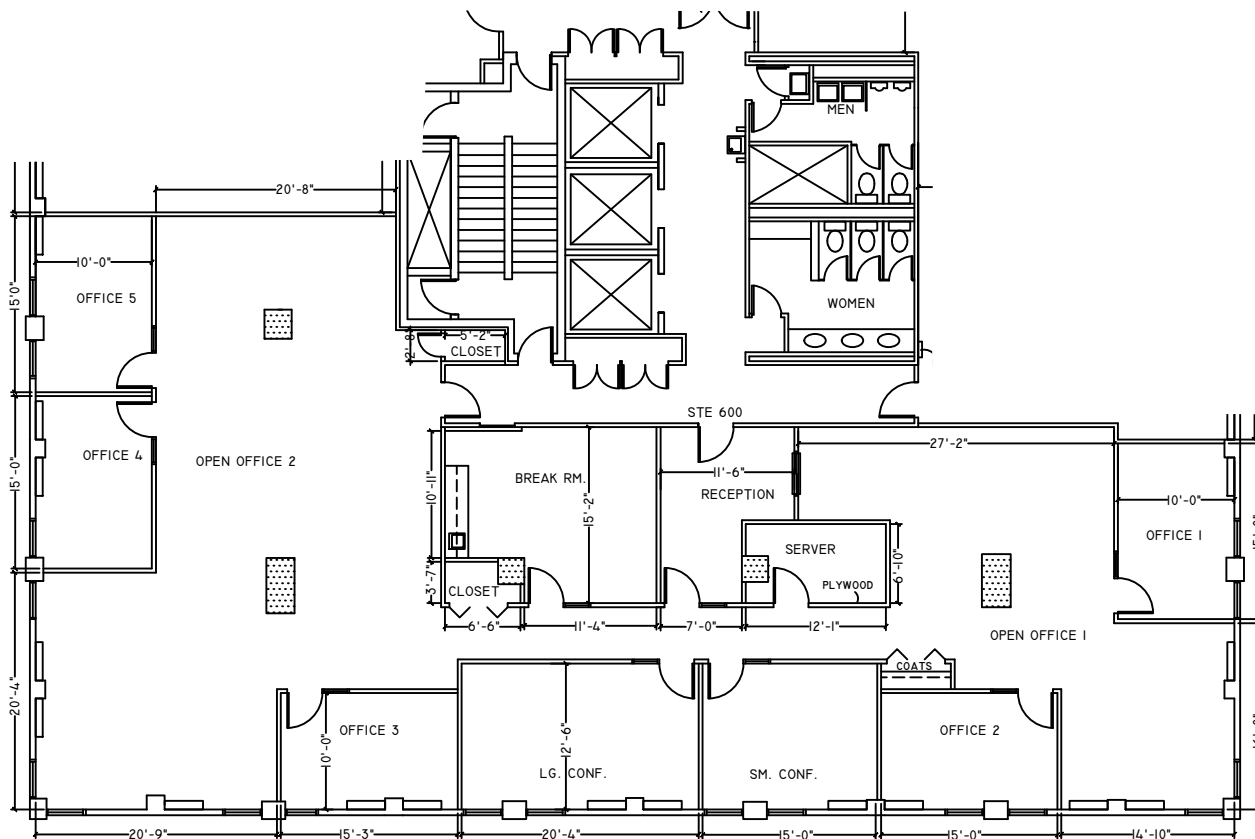 MEN
20'-8"
10'-0"
OFFICE 5
15'0"
WOMEN
5'-2"
2'-8"
CLOSET
STE 600
27'-2"
OFFICE 4
OPEN OFFICE 2
15'-0"
10'-11"
BREAK RM.
15'-2"
11'-6"
RECEPTION
10'-0"
OFFICE 1
SERVER
6'-10"
PLYWOOD
3'-7"
CLOSET
6'-6"
11'-4"
7'-0"
12'-1"
OPEN OFFICE 1
COATS
20'-4"
OFFICE 3
10'-0"
12'-6"
LG. CONF.
SM. CONF.
OFFICE 2
20'-9"
15'-3"
20'-4"
15'-0"
15'-0"
14'-10"